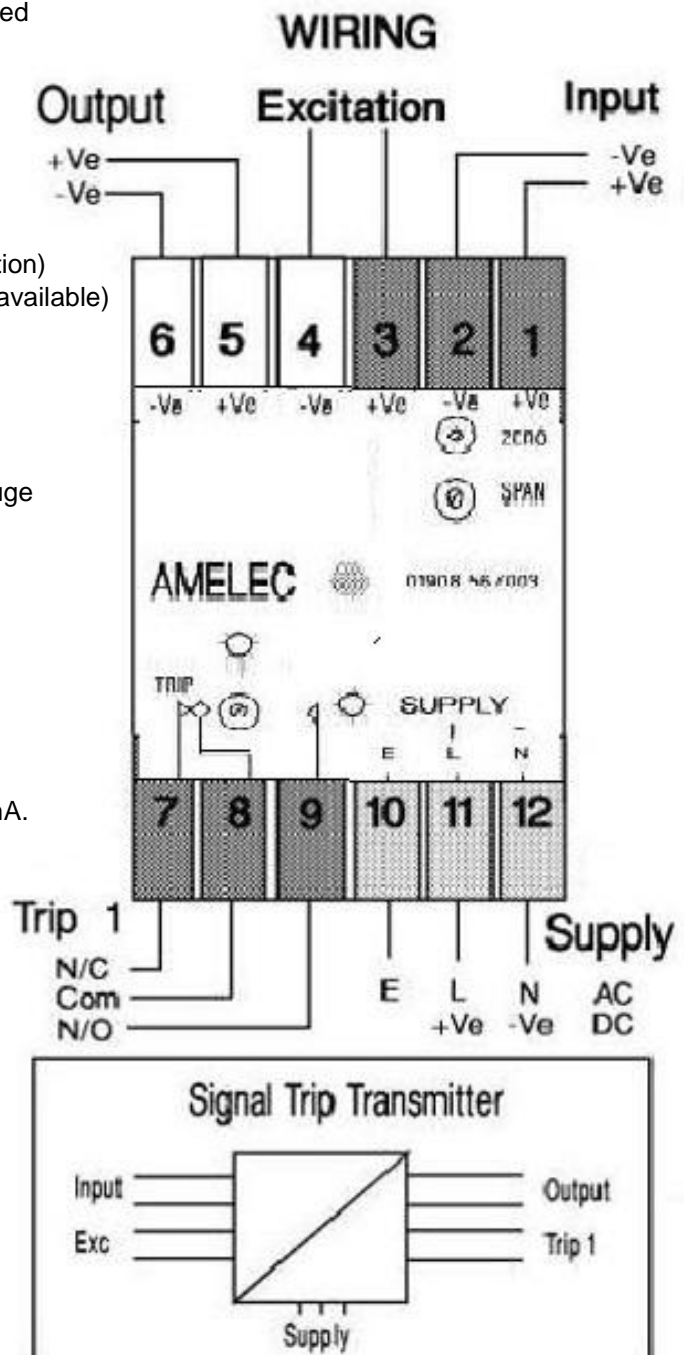 ed
WIRING
Output Excitation Input
+Ve -Ve
-Ve +Ve
tion)
available)
6 5 4 3 2 1
-Ve +Ve -Ve +Ve -Ve +Ve
ZERO
uge
SPAN
AMELEC
TRIP
SUPPLY
E L N
nA.
7 8 9 10 11 12
Trip 1 Supply
N/C
E L N AC
Com
+Ve -Ve DC
N/O
Signal Trip Transmitter
Input Output
Exc Trip 1
Supply